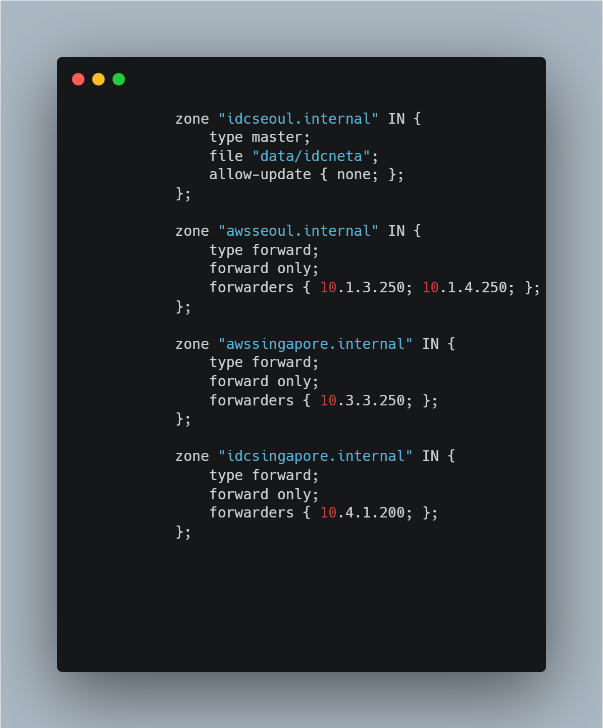 zone "idcseoul.internal" IN {
    type master;
    file "data/idcneta";
    allow-update { none; };
};

zone "awsseoul.internal" IN {
    type forward;
    forward only;
    forwarders { 10.1.3.250; 10.1.4.250; };
};

zone "awssingapore.internal" IN {
    type forward;
    forward only;
    forwarders { 10.3.3.250; };
};

zone "idcsingapore.internal" IN {
    type forward;
    forward only;
    forwarders { 10.4.1.200; };
};